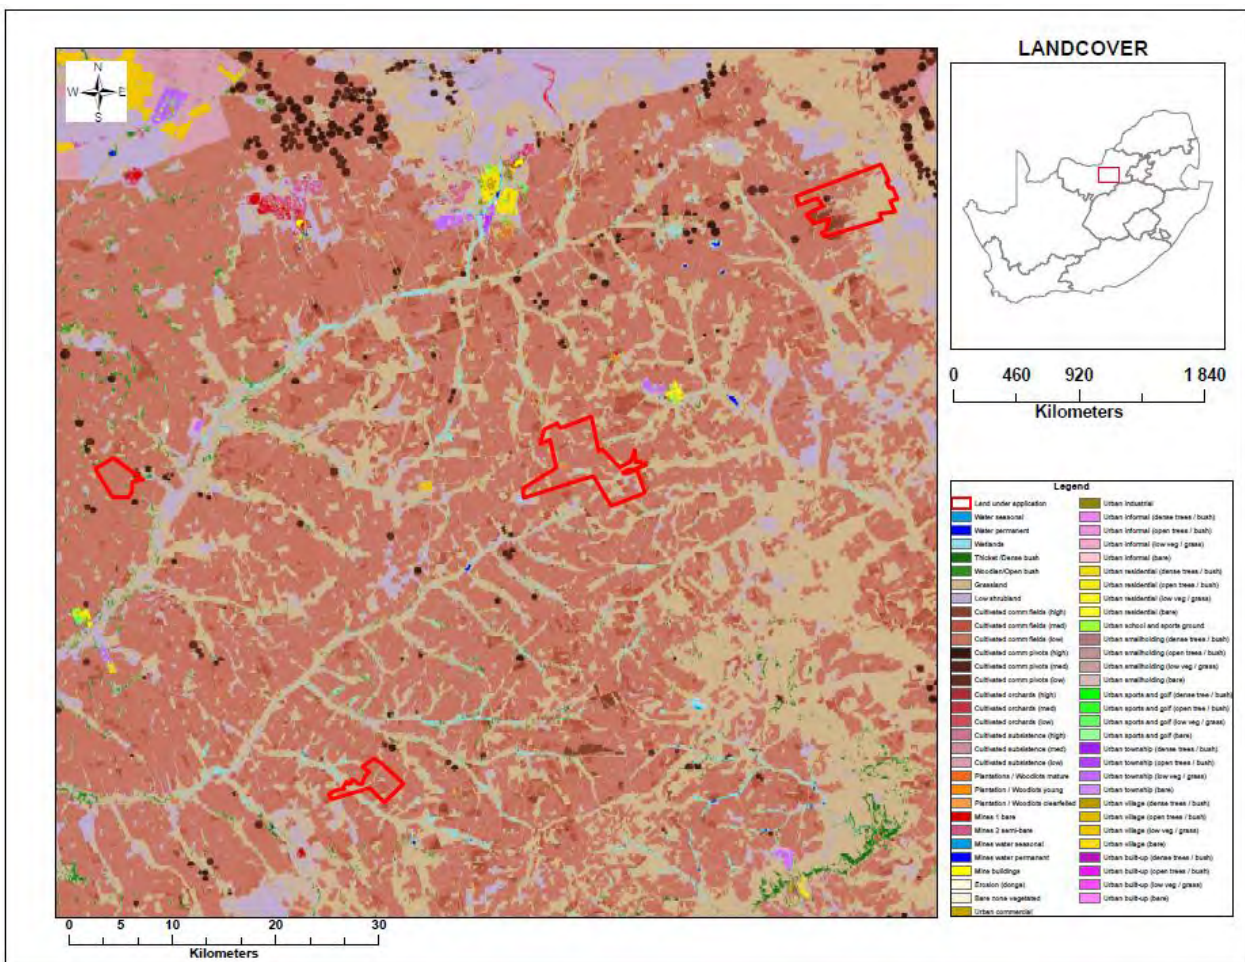 LANDCOVER
N
W E
S
0 460 920 1 840
Kilometers
Legend
Land under application
Water seasonal
Water permanent
Wetlands
Thicket /Dense bush
Woodlan/Open bush
Grassland
Low shrubland
Cultivated comm fields (high)
Cultivated comm fields (med)
Cultivated comm fields (low)
Cultivated comm pivots (high)
Cultivated comm pivots (med)
Cultivated comm pivots (low)
Cultivated orchards (high)
Cultivated orchards (med)
Cultivated orchards (low)
Cultivated subsistence (high)
Cultivated subsistence (med)
Cultivated subsistence (low)
Plantations / Woodlots mature
Plantation / Woodlots young
Plantation / Woodlots clearfelled
Mines 1 bare
Mines 2 semi-bare
Mines water seasonal
Mines water permanent
Mine buildings
Erosion (donga)
Bare none vegetated
Urban commercial
Urban industrial
Urban informal (dense trees / bush)
Urban informal (open trees / bush)
Urban informal (low veg / grass)
Urban informal (bare)
Urban residential (dense trees / bush)
Urban residential (open trees / bush)
Urban residential (low veg / grass)
Urban residential (bare)
Urban school and sports ground
Urban smallholding (dense trees / bush)
Urban smallholding (open trees / bush)
Urban smallholding (low veg / grass)
Urban smallholding (bare)
Urban sports and golf (dense tree / bush)
Urban sports and golf (open tree / bush)
Urban sports and golf (low veg / grass)
Urban sports and golf (bare)
Urban township (dense trees / bush)
Urban township (open trees / bush)
Urban township (low veg / grass)
Urban township (bare)
Urban village (dense trees / bush)
Urban village (open trees / bush)
Urban village (low veg / grass)
Urban village (bare)
Urban built-up (dense trees / bush)
Urban built-up (open trees / bush)
Urban built-up (low veg / grass)
Urban built-up (bare)
0 5 10 20 30
Kilometers